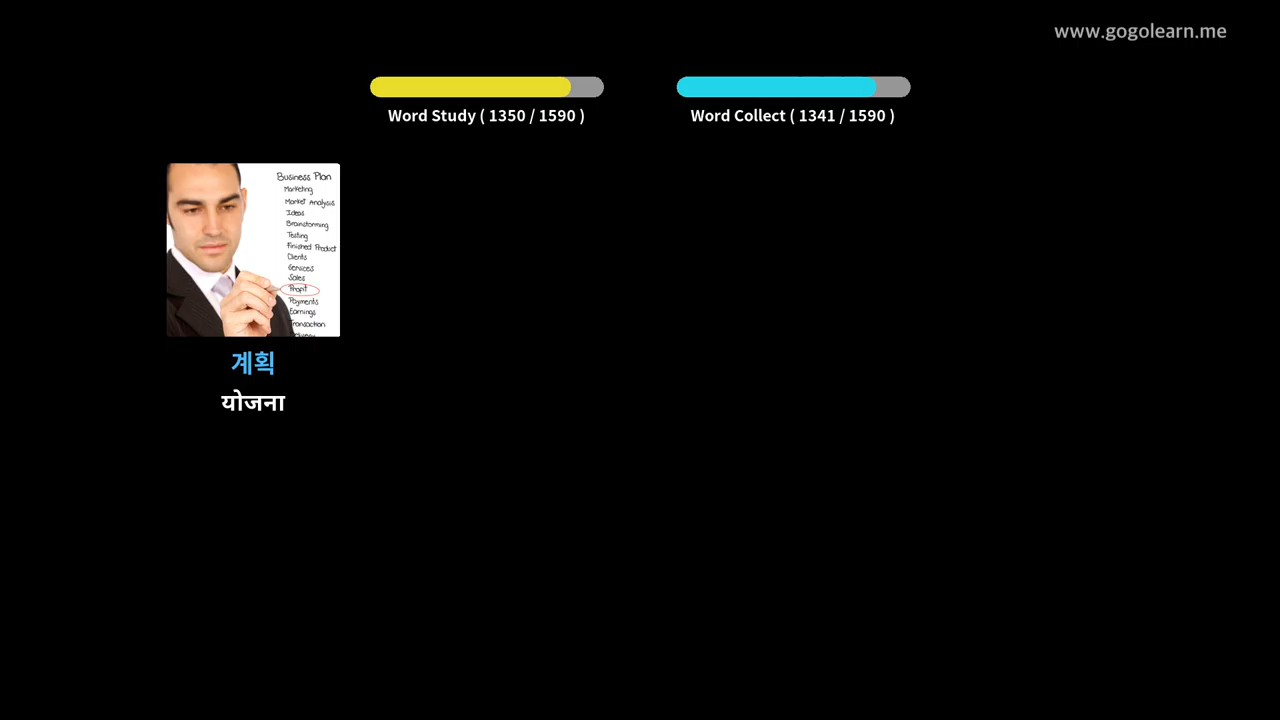 www.gogolearn.me
Word Study ( 1350 / 1590 )
Word Collect ( 1341 / 1590 )
Business Plan
Marketing
Market Analysis
Ideas
Brainstorming
Testing
Finished Product
Clients
Services
Sales
Profit
Payments
Earnings
Transaction
계획
योजना